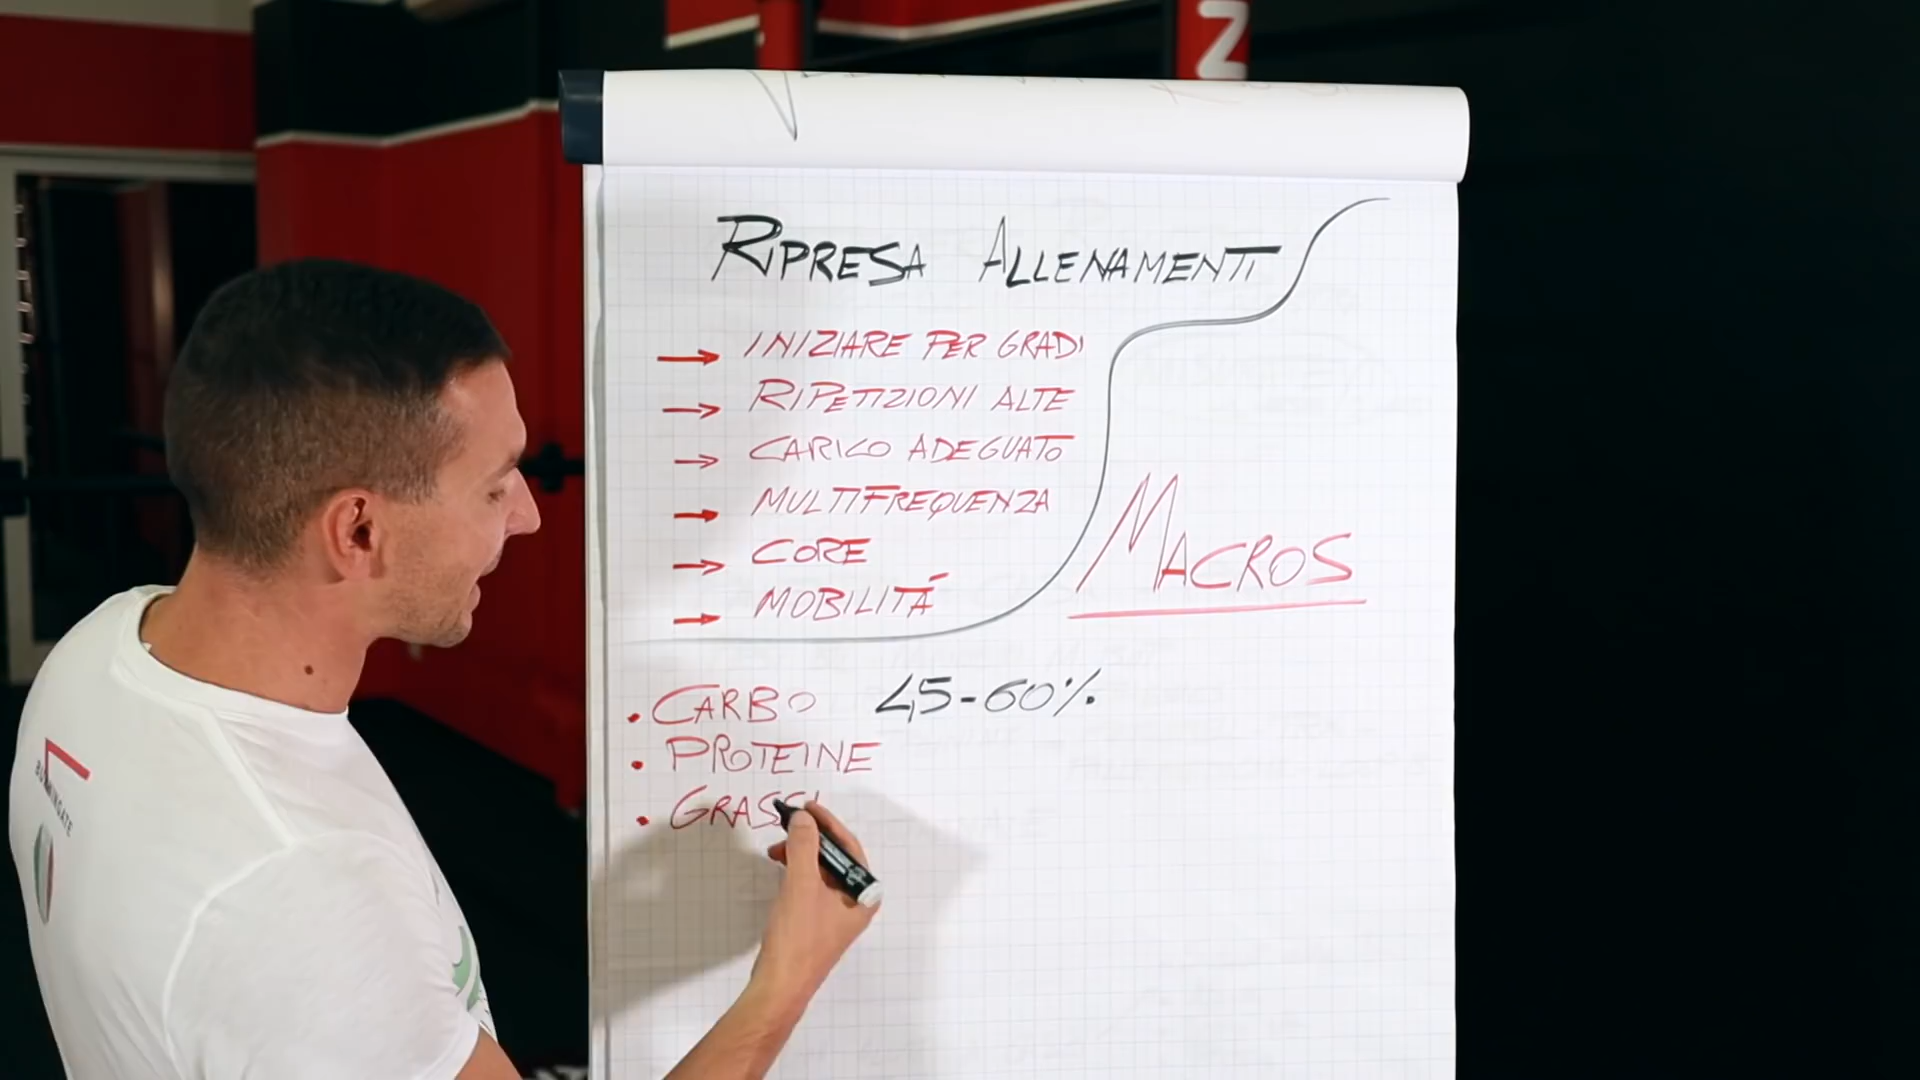 Z
RIPRESA ALLENAMENTI
INIZIARE PER GRADI
RIPETIZIONI ALTE
CARICO ADEGUATO
MULTIFREQUENZA
CORE
MOBILITÁ
MACROS
• CARBO 45-60%
• PROTEINE
• GRASSI